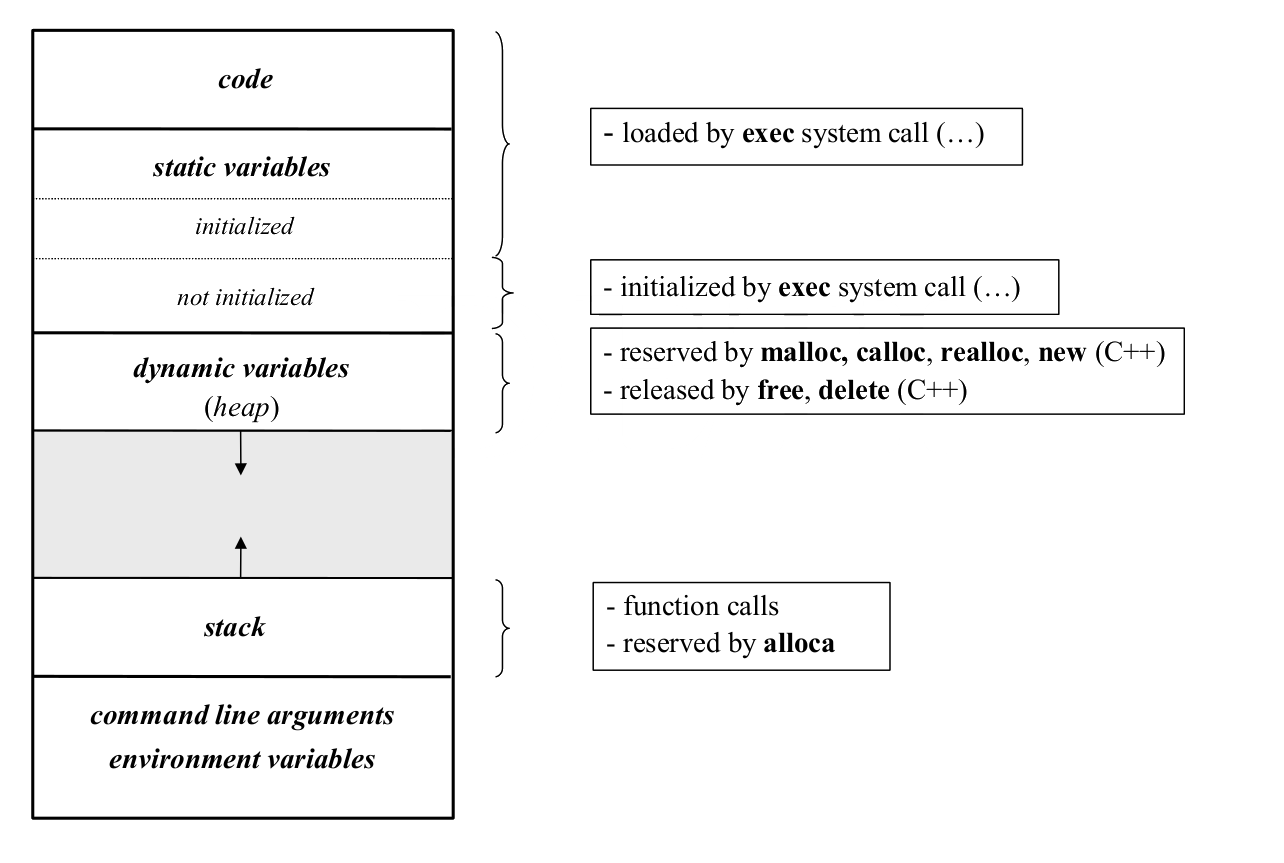 code
- loaded by exec system call (…)
static variables
initialized
not initialized
- initialized by exec system call (…)
dynamic variables
(heap)
- reserved by malloc, calloc, realloc, new (C++)
- released by free, delete (C++)
stack
- function calls
- reserved by alloca
command line arguments
environment variables